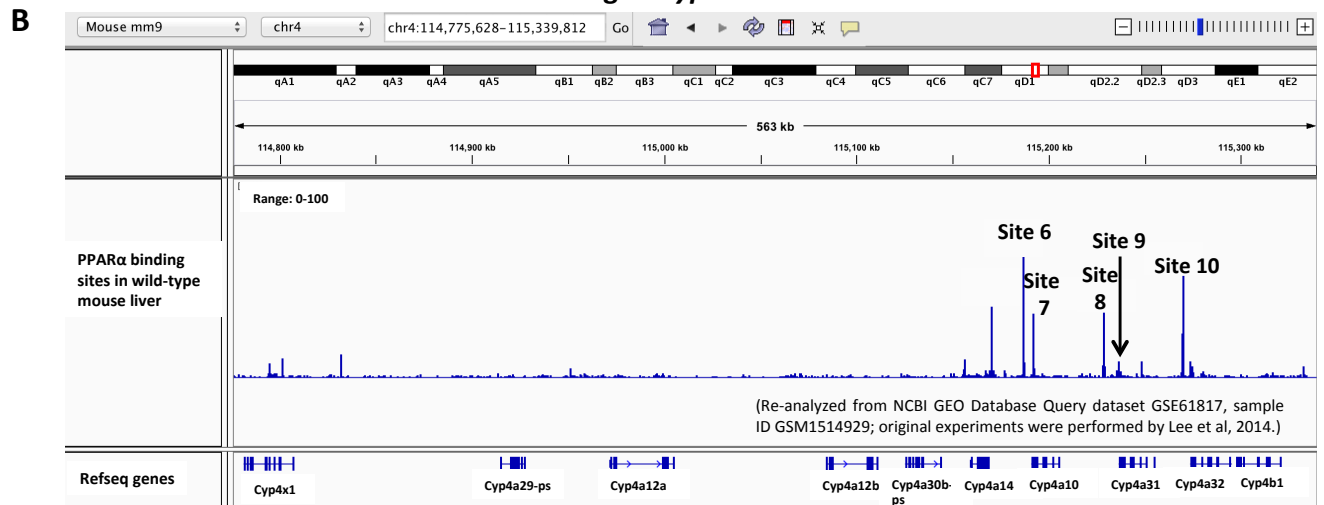 B
Mouse mm9
chr4
chr4:114,775,628-115,339,812
Go
qA1 qA2 qA3 qA4 qA5 qB1 qB2 qB3 qC1 qC2 qC3 qC4 qC5 qC6 qC7 qD1 qD2.2 qD2.3 qD3 qE1 qE2
563 kb
114,800 kb 114,900 kb 115,000 kb 115,100 kb 115,200 kb 115,300 kb
Range: 0-100
PPARα binding
sites in wild-type
mouse liver
Site 6
Site
7
Site
8
Site 9
Site 10
(Re-analyzed from NCBI GEO Database Query dataset GSE61817, sample
ID GSM1514929; original experiments were performed by Lee et al, 2014.)
Refseq genes
Cyp4x1
Cyp4a29-ps
Cyp4a12a
Cyp4a12b
Cyp4a30b-
ps
Cyp4a14
Cyp4a10
Cyp4a31
Cyp4a32
Cyp4b1